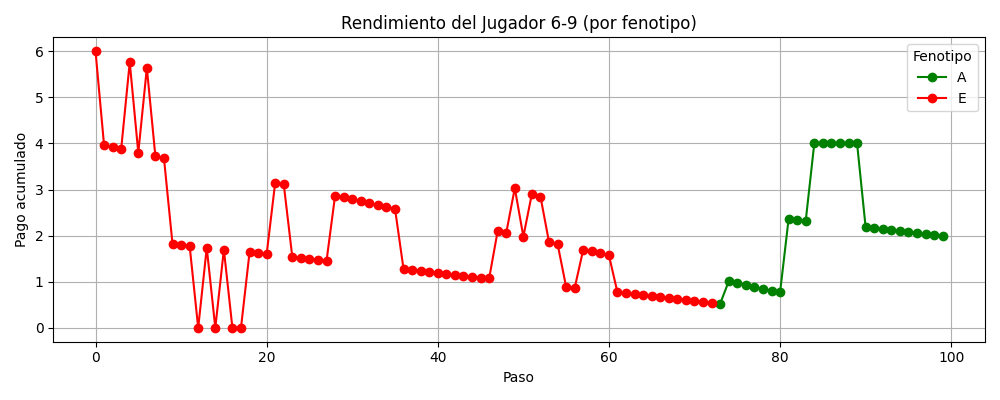 Rendimiento del Jugador 6-9 (por fenotipo)
Pago acumulado
6
5
4
3
2
1
0
0 20 40 60 80 100
Paso
Fenotipo
A
E